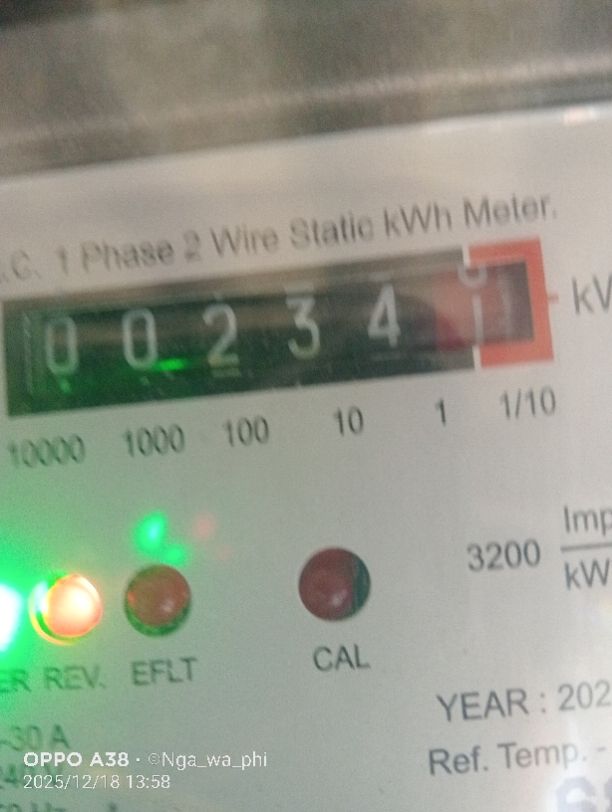 .C. 1 Phase 2 Wire Static kWh Meter.
0 0 2 3 4 1
10000 1000 100 10 1 1/10
3200 Imp
kW
ER REV. EFLT CAL
-30 A
YEAR : 202
Ref. Temp. -
OPPO A38 · ©Nga_wa_phi
2025/12/18 13:58